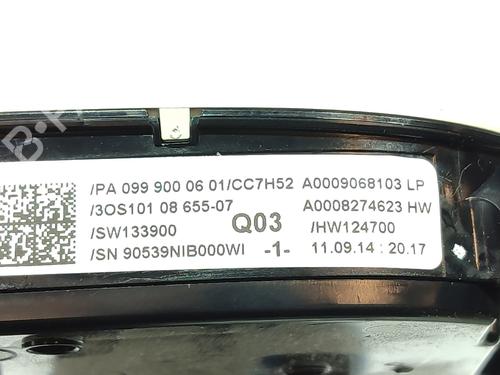 /PA 099 900 06 01/CC7H52 A0009068103 LP
/3OS101 08 655-07 A0008274623 HW
/SW133900 Q03 /HW124700
/SN 90539NIB000WI -1- 11.09.14 : 20.17